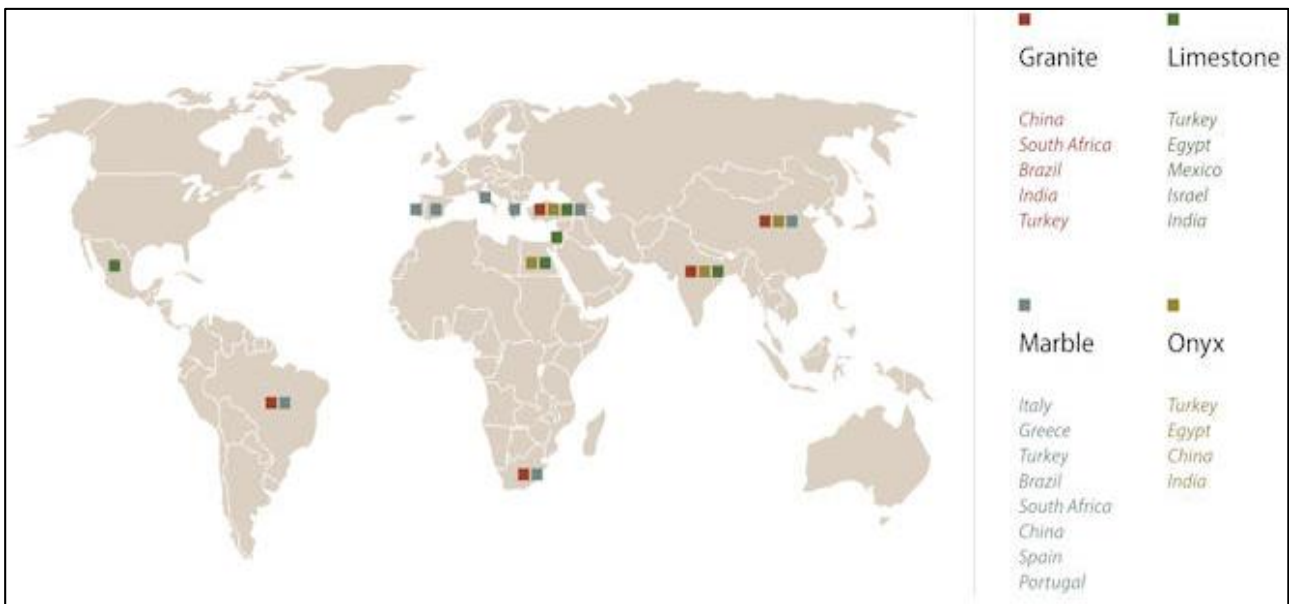 Granite
China
South Africa
Brazil
India
Turkey
Limestone
Turkey
Egypt
Mexico
Israel
India
Marble
Italy
Greece
Turkey
Brazil
South Africa
China
Spain
Portugal
Onyx
Turkey
Egypt
China
India